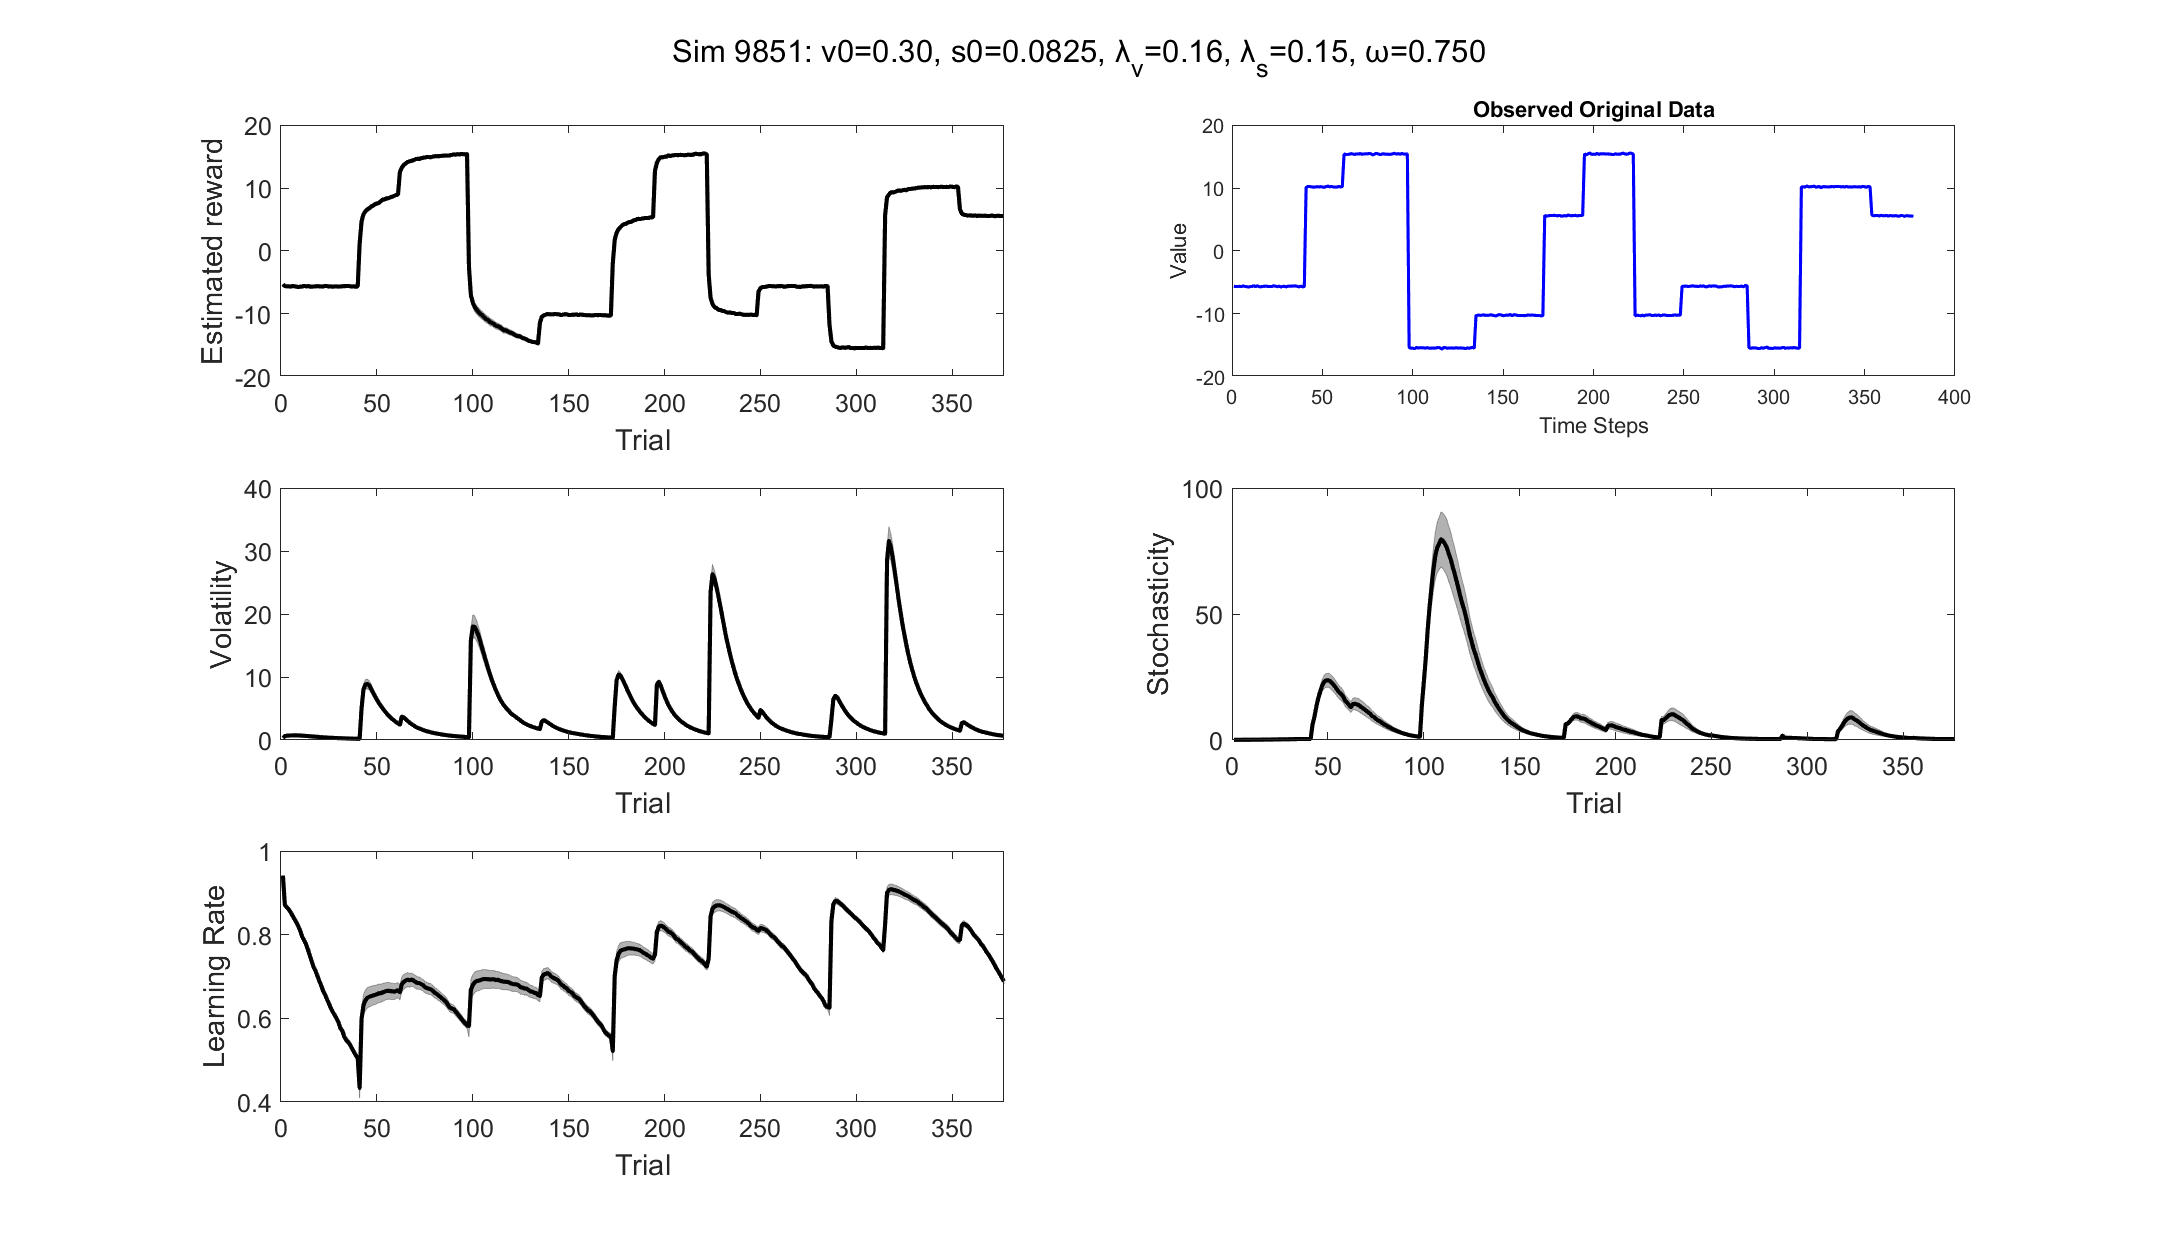 Sim 9851: v0=0.30, s0=0.0825, λ_v=0.16, λ_s=0.15, ω=0.750
20
10
0
-10
-20
Estimated reward
0 50 100 150 200 250 300 350
Trial
Observed Original Data
20
10
0
-10
-20
Value
0 50 100 150 200 250 300 350 400
Time Steps
40
30
20
10
0
Volatility
0 50 100 150 200 250 300 350
Trial
100
50
0
Stochasticity
0 50 100 150 200 250 300 350
Trial
1
0.8
0.6
0.4
Learning Rate
0 50 100 150 200 250 300 350
Trial